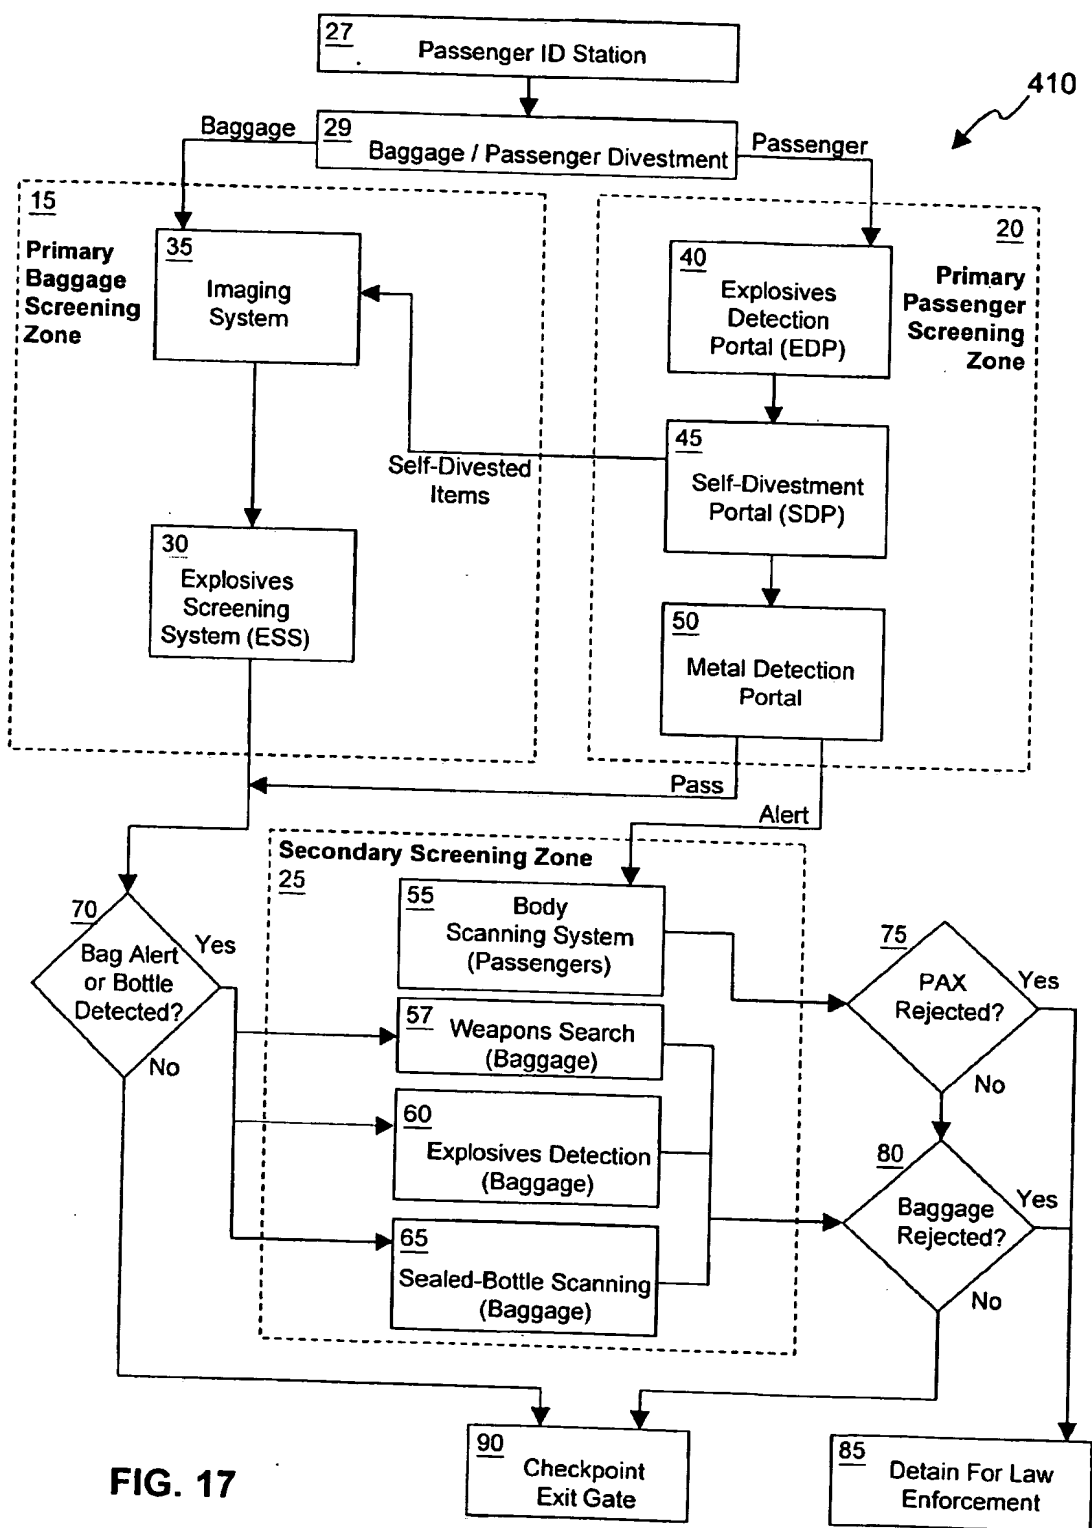 27
Passenger ID Station
410
Baggage
29
Baggage / Passenger Divestment
Passenger
15
Primary
Baggage
Screening
Zone
35
Imaging
System
20
Primary
Passenger
Screening
Zone
40
Explosives
Detection
Portal (EDP)
45
Self-Divestment
Portal (SDP)
Self-Divested
Items
30
Explosives
Screening
System (ESS)
50
Metal Detection
Portal
Pass
Alert
Secondary Screening Zone
25
55
Body
Scanning System
(Passengers)
70
Bag Alert
or Bottle
Detected?
Yes
No
57
Weapons Search
(Baggage)
60
Explosives Detection
(Baggage)
65
Sealed-Bottle Scanning
(Baggage)
75
PAX
Rejected?
Yes
No
80
Baggage
Rejected?
Yes
No
90
Checkpoint
Exit Gate
85
Detain For Law
Enforcement
FIG. 17